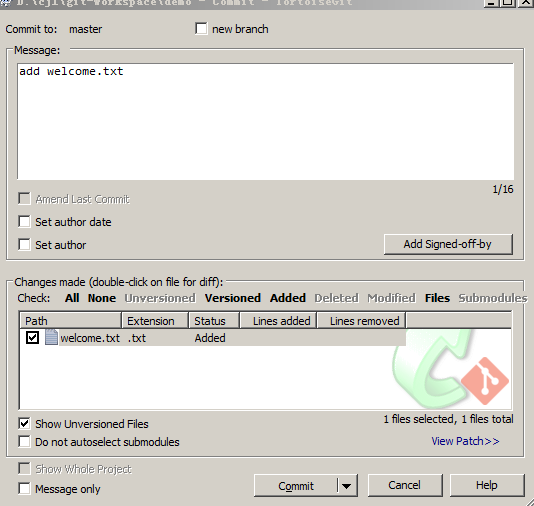 D:\cjl\git-workspace\demo - Commit - TortoiseGit
Commit to: master new branch
Message:
add welcome.txt
1/16
Amend Last Commit
Set author date
Set author Add Signed-off-by
Changes made (double-click on file for diff):
Check: All None Unversioned Versioned Added Deleted Modified Files Submodules
Path Extension Status Lines added Lines removed
welcome.txt .txt Added
Show Unversioned Files 1 files selected, 1 files total
Do not autoselect submodules View Patch>>
Show Whole Project
Message only Commit Cancel Help